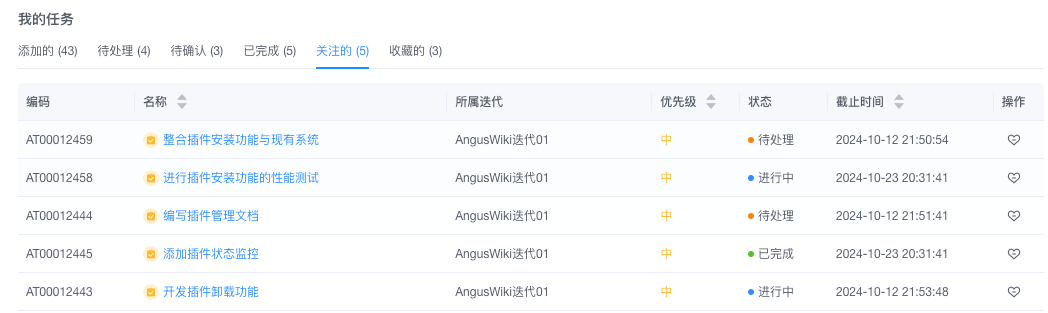 我的任务
添加的 (43) 待处理 (4) 待确认 (3) 已完成 (5) 关注的 (5) 收藏的 (3)
编码 名称 所属迭代 优先级 状态 截止时间 操作
AT00012459 整合插件安装功能与现有系统 AngusWiki迭代01 中 待处理 2024-10-12 21:50:54
AT00012458 进行插件安装功能的性能测试 AngusWiki迭代01 中 进行中 2024-10-23 20:31:41
AT00012444 编写插件管理文档 AngusWiki迭代01 中 待处理 2024-10-12 21:51:41
AT00012445 添加插件状态监控 AngusWiki迭代01 中 已完成 2024-10-23 20:31:41
AT00012443 开发插件卸载功能 AngusWiki迭代01 中 进行中 2024-10-12 21:53:48